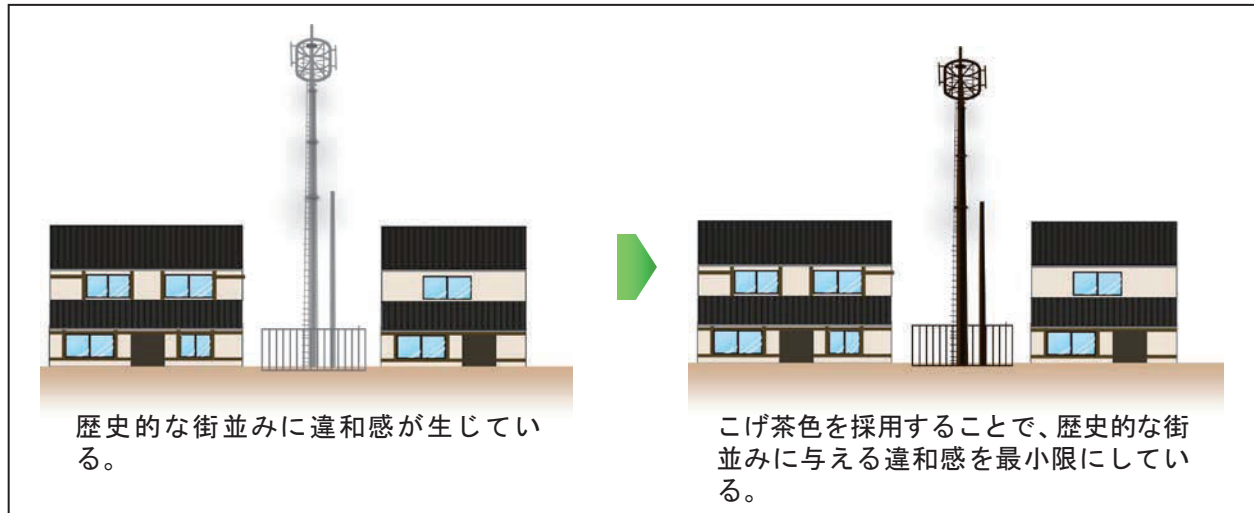 歴史的な街並みに違和感が生じてい
る。
こげ茶色を採用することで、歴史的な街
並みに与える違和感を最小限にしてい
る。